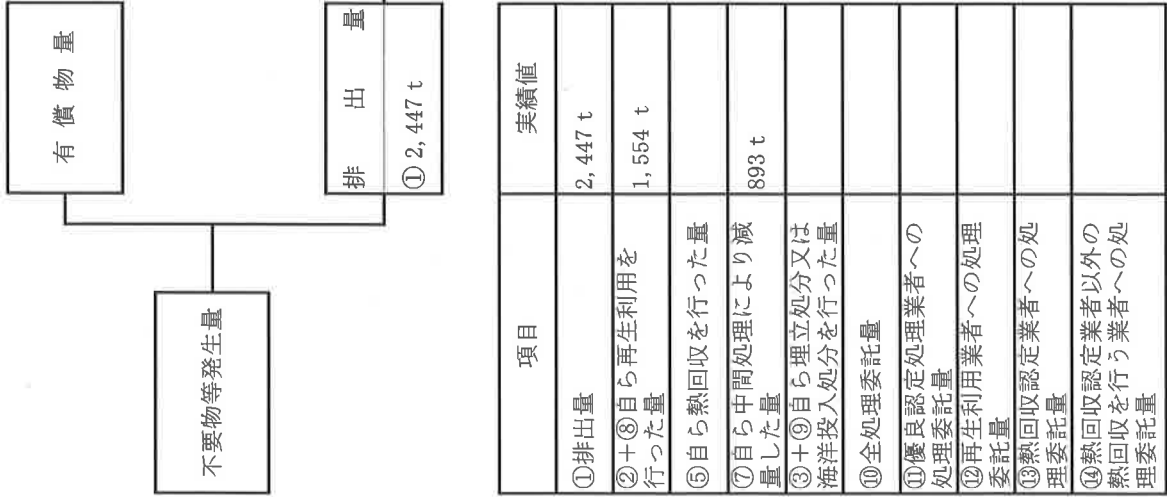 有償物量
不要物等発生量
排出量
① 2,447 t
項目
実績値
①排出量
2,447 t
②+⑧自ら再生利用を
行った量
1,554 t
⑤自ら熱回収を行った量
⑦自ら中間処理により減
量した量
893 t
③+⑨自ら埋立処分又は
海洋投入処分を行った量
⑩全処理委託量
⑪優良認定処理業者への
処理委託量
⑫再生利用業者への処理
委託量
⑬熱回収認定業者への処
理委託量
⑭熱回収認定業者以外の
熱回収を行う業者への処
理委託量